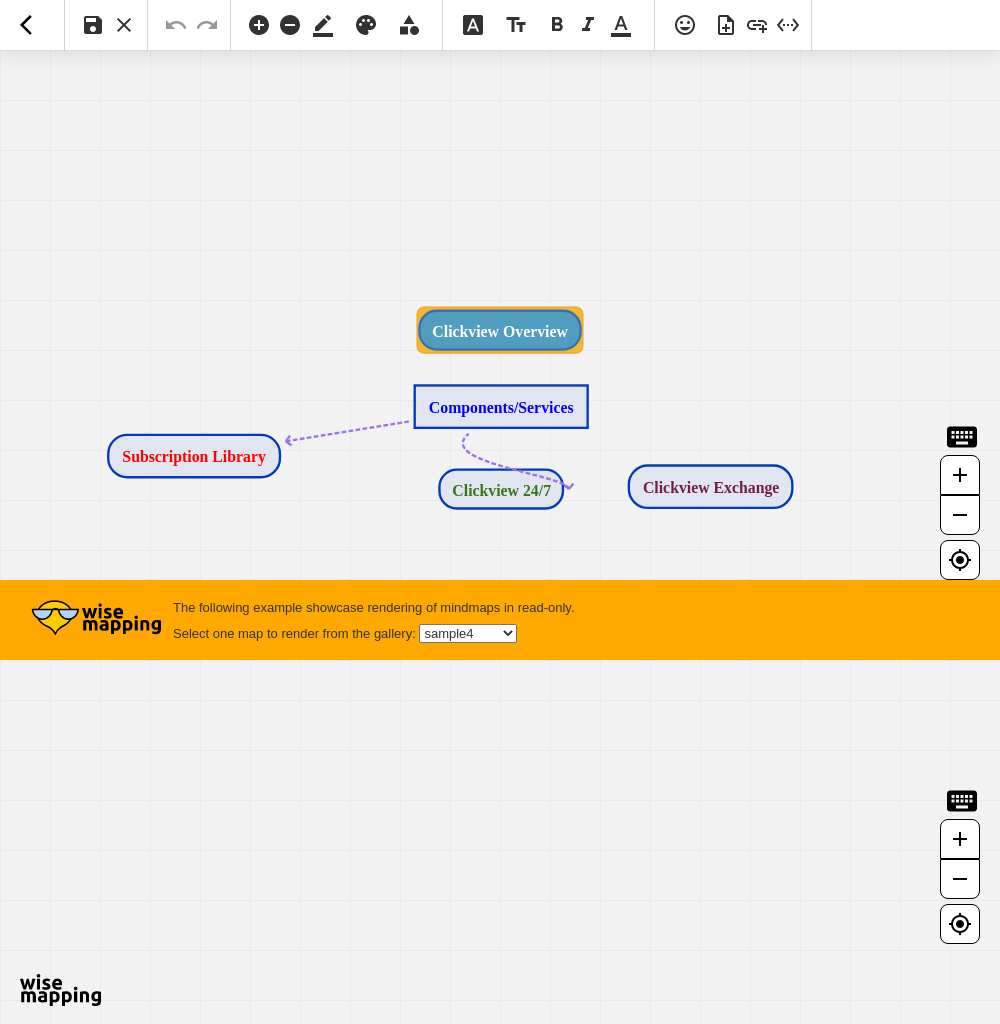 Clickview Overview
Components/Services
Subscription Library
Clickview 24/7
Clickview Exchange
wise
mapping
The following example showcase rendering of mindmaps in read-only.
Select one map to render from the gallery: sample4
wise
mapping